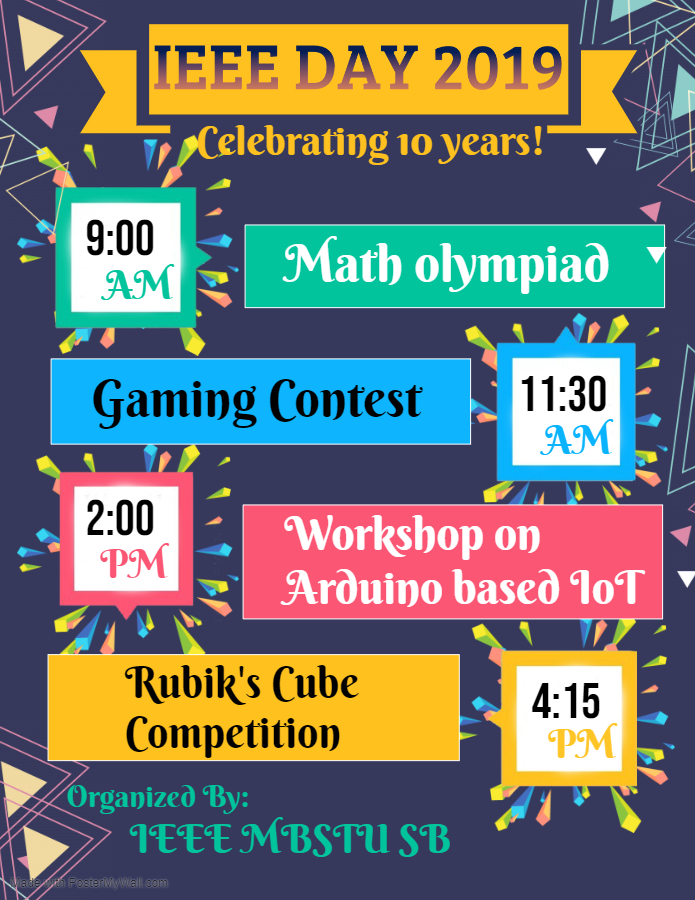 IEEE DAY 2019
Celebrating 10 years!
9:00
AM
Math olympiad
Gaming Contest
11:30
AM
2:00
PM
Workshop on
Arduino based IoT
Rubik's Cube
Competition
4:15
PM
Organized By:
IEEE MBSTU SB
Made with PosterMyWall.com